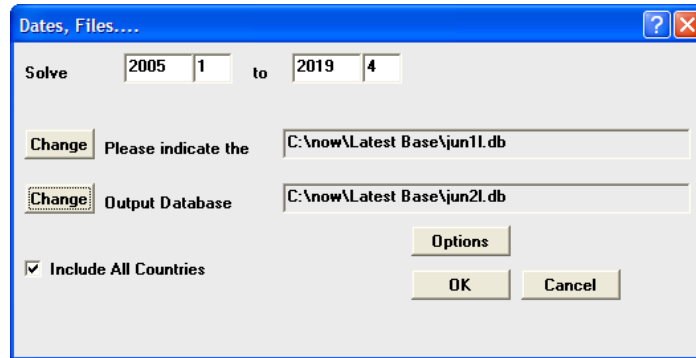 Dates, Files....
Solve 2005 1 to 2019 4
Change Please indicate the C:\now\Latest Base\jun1l.db
Change Output Database C:\now\Latest Base\jun2l.db
Options
Include All Countries
OK Cancel